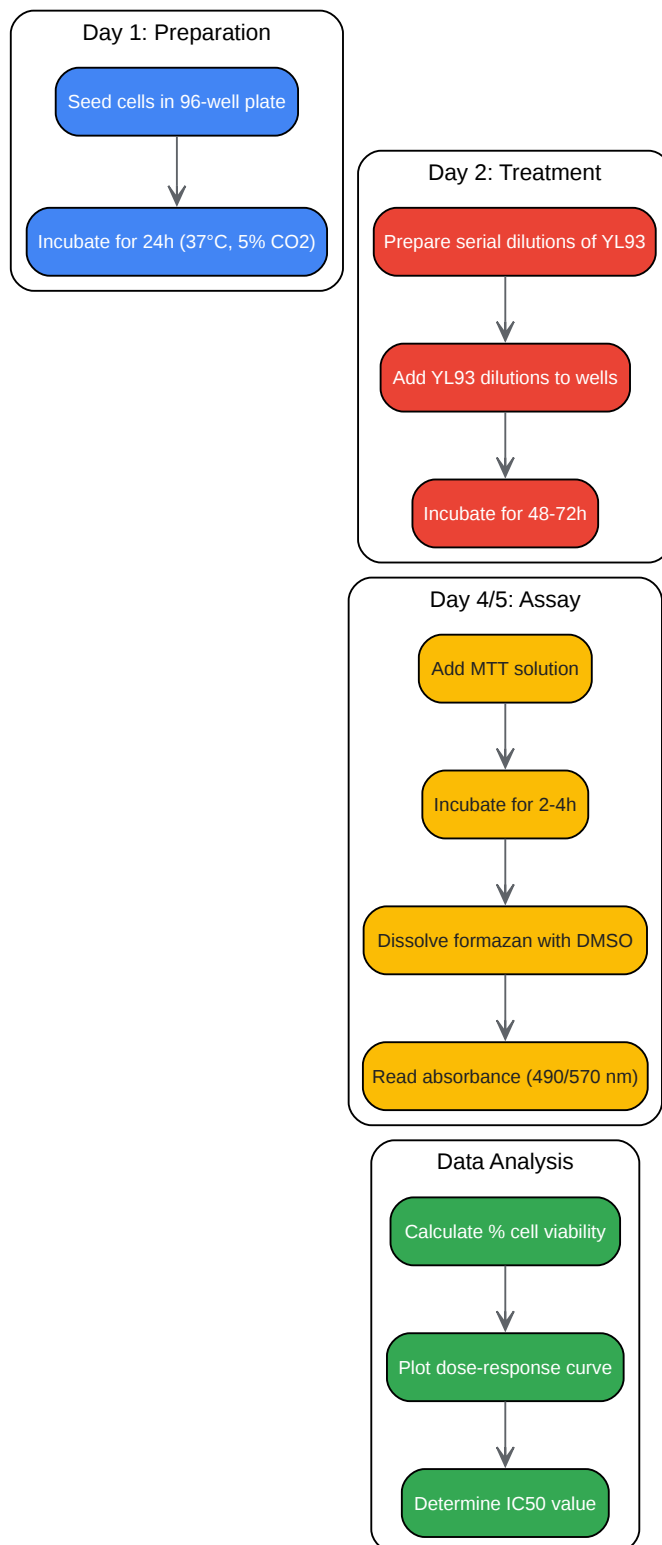 Day 1: Preparation
Seed cells in 96-well plate
Incubate for 24h (37°C, 5% CO2)
Day 2: Treatment
Prepare serial dilutions of YL93
Add YL93 dilutions to wells
Incubate for 48-72h
Day 4/5: Assay
Add MTT solution
Incubate for 2-4h
Dissolve formazan with DMSO
Read absorbance (490/570 nm)
Data Analysis
Calculate % cell viability
Plot dose-response curve
Determine IC50 value